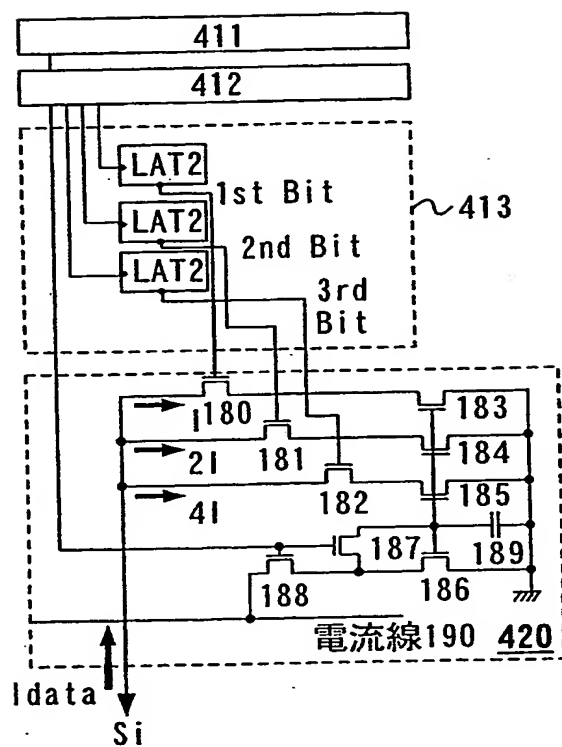 411
412
LAT2
1st Bit
413
LAT2
2nd Bit
LAT2
3rd
Bit
I
180
183
2I
181
184
4I
182
185
187
189
188
186
電流線190 420
Idata
Si